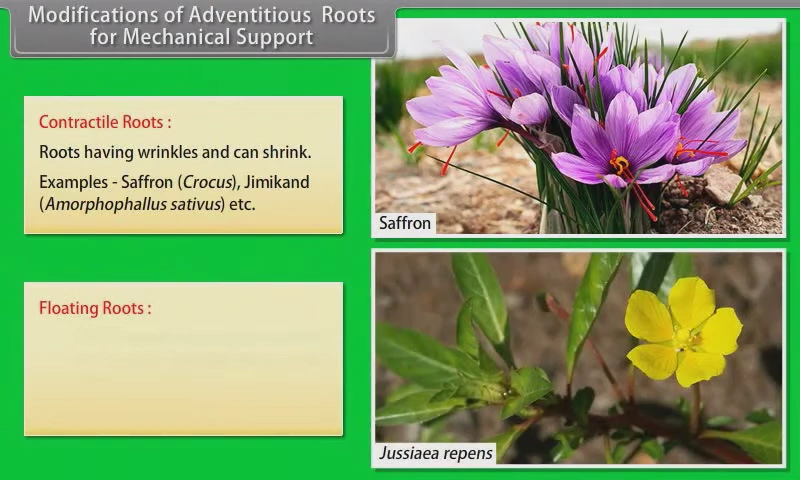 Modifications of Adventitious Roots
for Mechanical Support
Contractile Roots :
Roots having wrinkles and can shrink.
Examples - Saffron (Crocus), Jimikand
(Amorphophallus sativus) etc.
Saffron
Floating Roots :
Jussiaea repens